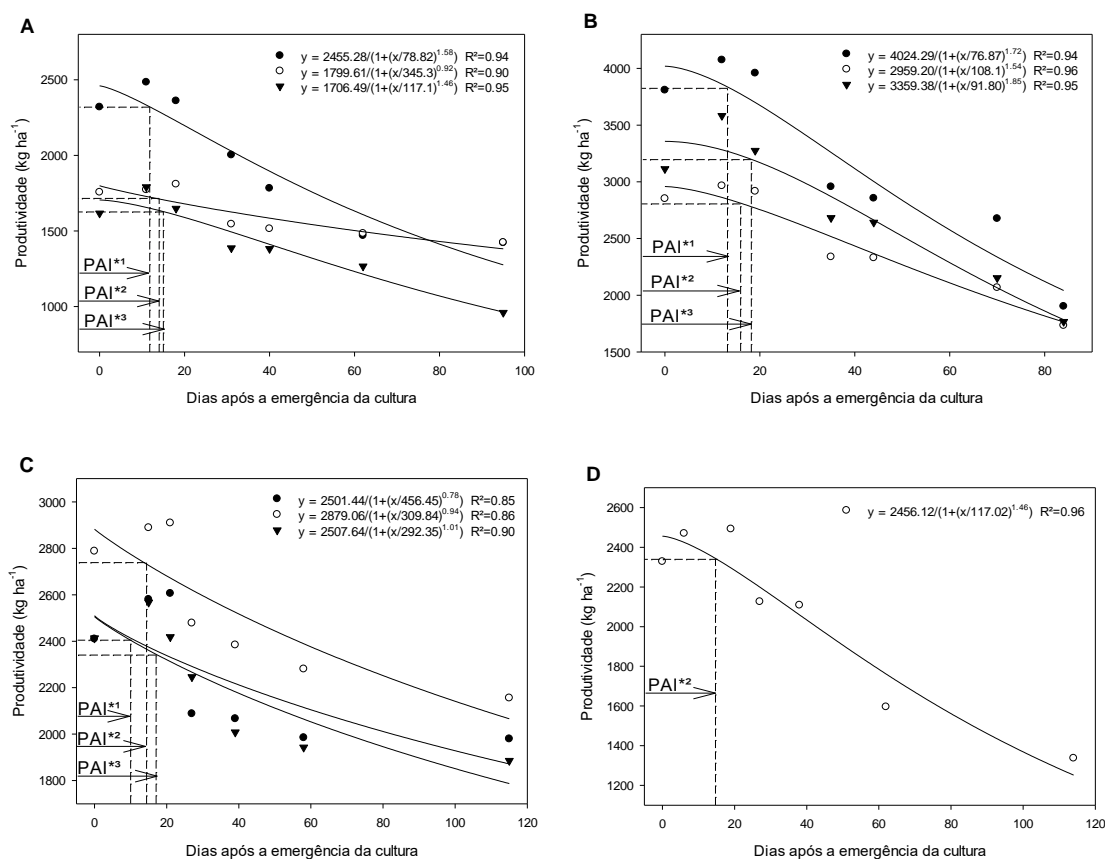 A
y = 2455.28/(1+(x/78.82)^1.58) R²=0.94
y = 1799.61/(1+(x/345.3)^0.92) R²=0.90
y = 1706.49/(1+(x/117.1)^1.46) R²=0.95
2500
2000
1500
1000
Produtividade (kg ha⁻¹)
PAI*¹
PAI*²
PAI*³
0 20 40 60 80 100
Dias após a emergência da cultura
B
y = 4024.29/(1+(x/76.87)^1.72) R²=0.94
y = 2959.20/(1+(x/108.1)^1.54) R²=0.96
y = 3359.38/(1+(x/91.80)^1.85) R²=0.95
4000
3500
3000
2500
2000
1500
Produtividade (kg ha⁻¹)
PAI*¹
PAI*²
PAI*³
0 20 40 60 80
Dias após a emergência da cultura
C
y = 2501.44/(1+(x/456.45)^0.78) R²=0.85
y = 2879.06/(1+(x/309.84)^0.94) R²=0.86
y = 2507.64/(1+(x/292.35)^1.01) R²=0.90
3000
2800
2600
2400
2200
2000
1800
Produtividade (kg ha⁻¹)
PAI*¹
PAI*²
PAI*³
0 20 40 60 80 100 120
Dias após a emergência da cultura
D
y = 2456.12/(1+(x/117.02)^1.46) R²=0.96
2600
2400
2200
2000
1800
1600
1400
1200
Produtividade (kg ha⁻¹)
PAI*²
0 20 40 60 80 100 120
Dias após a emergência da cultura